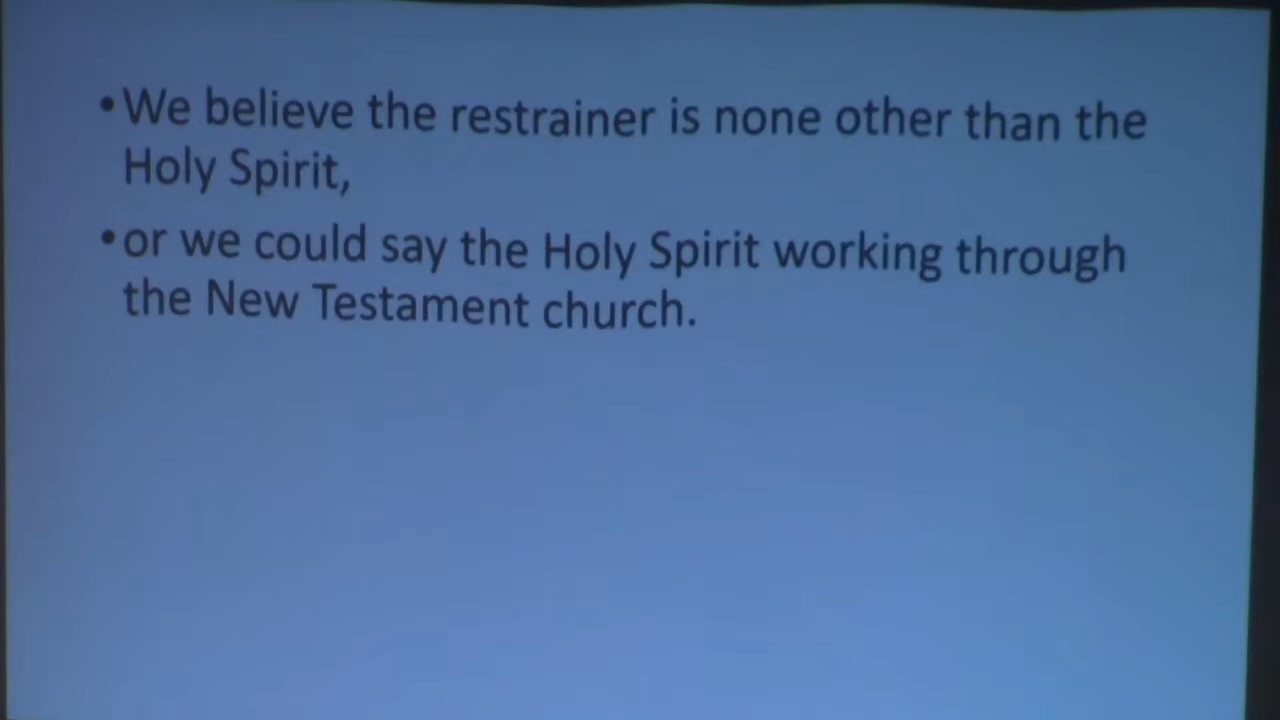 •We believe the restrainer is none other than the
Holy Spirit,
•or we could say the Holy Spirit working through
the New Testament church.